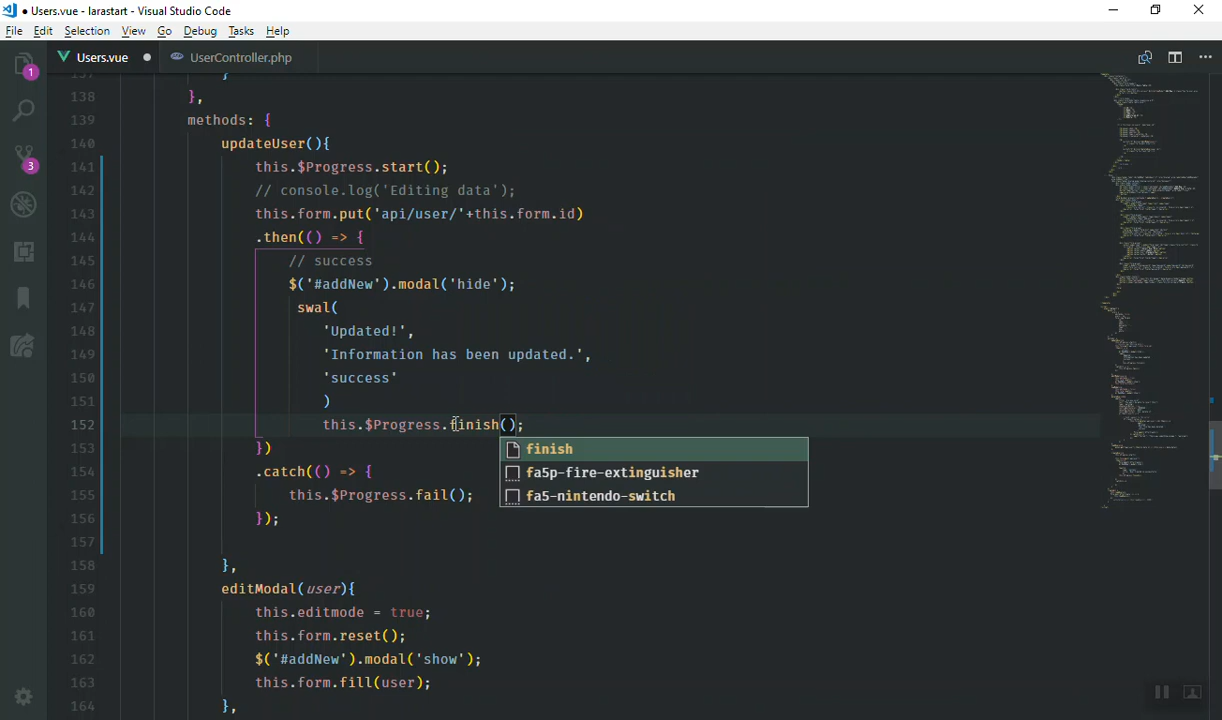 ● Users.vue - larastart - Visual Studio Code
File Edit Selection View Go Debug Tasks Help
Users.vue ● UserController.php
1
3
137 }
138 },
139 methods: {
140 updateUser(){
141 this.$Progress.start();
142 // console.log('Editing data');
143 this.form.put('api/user/'+this.form.id)
144 .then(() => {
145 // success
146 $('#addNew').modal('hide');
147 swal(
148 'Updated!',
149 'Information has been updated.',
150 'success'
151 )
152 this.$Progress.finish();
153 })
finish
154 .catch(() => {
fa5p-fire-extinguisher
155 this.$Progress.fail();
fa5-nintendo-switch
156 });
157
158 },
159 editModal(user){
160 this.editmode = true;
161 this.form.reset();
162 $('#addNew').modal('show');
163 this.form.fill(user);
164 },